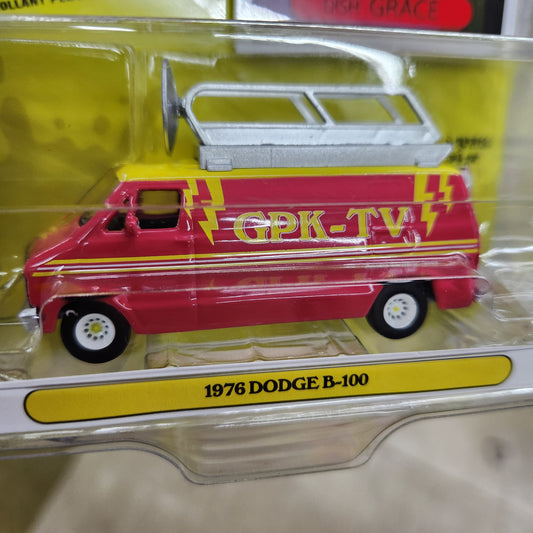 DISH GRACE
GPK-TV
1976 DODGE B-100